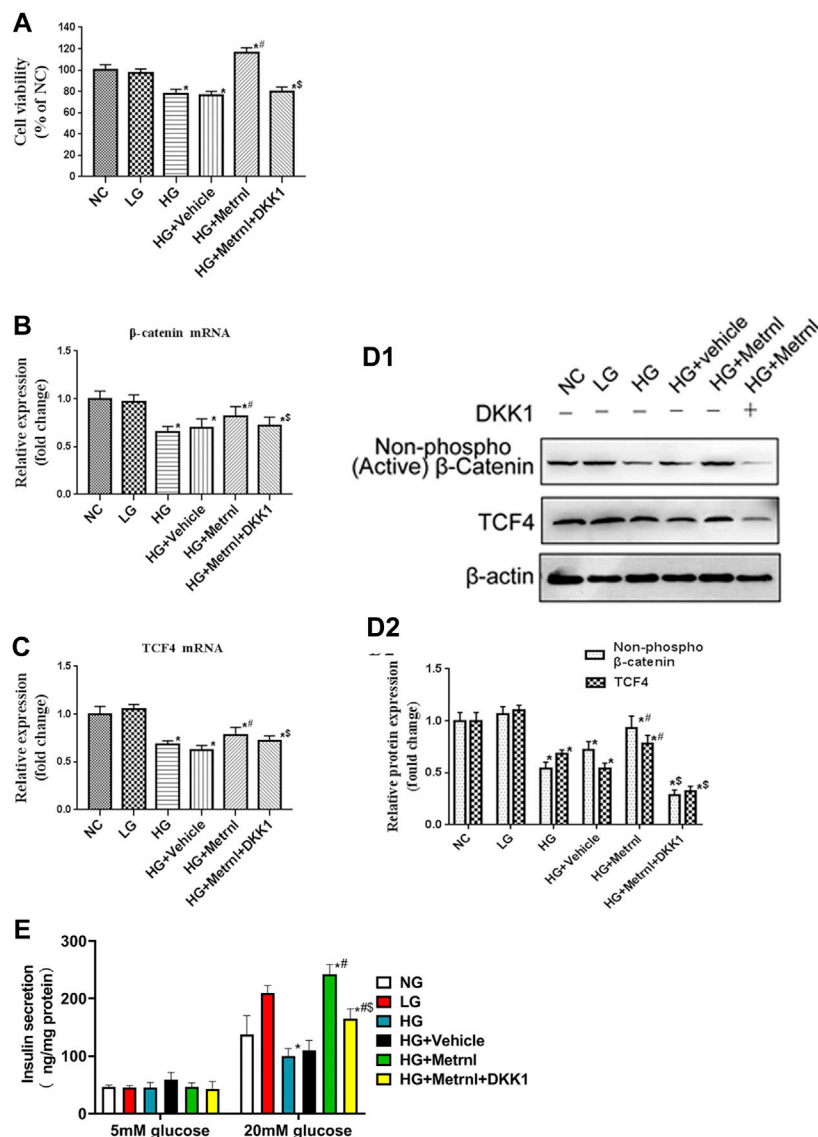 A
Cell viability
(% of NC)
140
120
100
80
60
40
20
0
*
*
*#
*$
NC
LG
HG
HG+Vehicle
HG+Metrnl
HG+Metrnl+DKK1
B
β-catenin mRNA
Relative expression
(fold change)
1.5
1.0
0.5
0.0
*
*
*#
*$
NC
LG
HG
HG+Vehicle
HG+Metrnl
HG+Metrnl+DKK1
D1
NC
LG
HG
HG+vehicle
HG+Metrnl
HG+Metrnl
DKK1 − − − − − +
Non-phospho
(Active) β-Catenin
TCF4
β-actin
C
TCF4 mRNA
Relative expression
(fold change)
1.5
1.0
0.5
0.0
*
*
*#
*$
NC
LG
HG
HG+Vehicle
HG+Metrnl
HG+Metrnl+DKK1
D2
Non-phospho
β-catenin
TCF4
Relative protein expression
(fould change)
1.5
1.0
0.5
0.0
*
*
*
*
*#
*#
*$
*$
NC
LG
HG
HG+Vehicle
HG+Metrnl
HG+Metrnl+DKK1
E
Insulin secretion
( ng/mg protein)
300
200
100
0
*
*#
*#$
5mM glucose
20mM glucose
NG
LG
HG
HG+Vehicle
HG+Metrnl
HG+Metrnl+DKK1